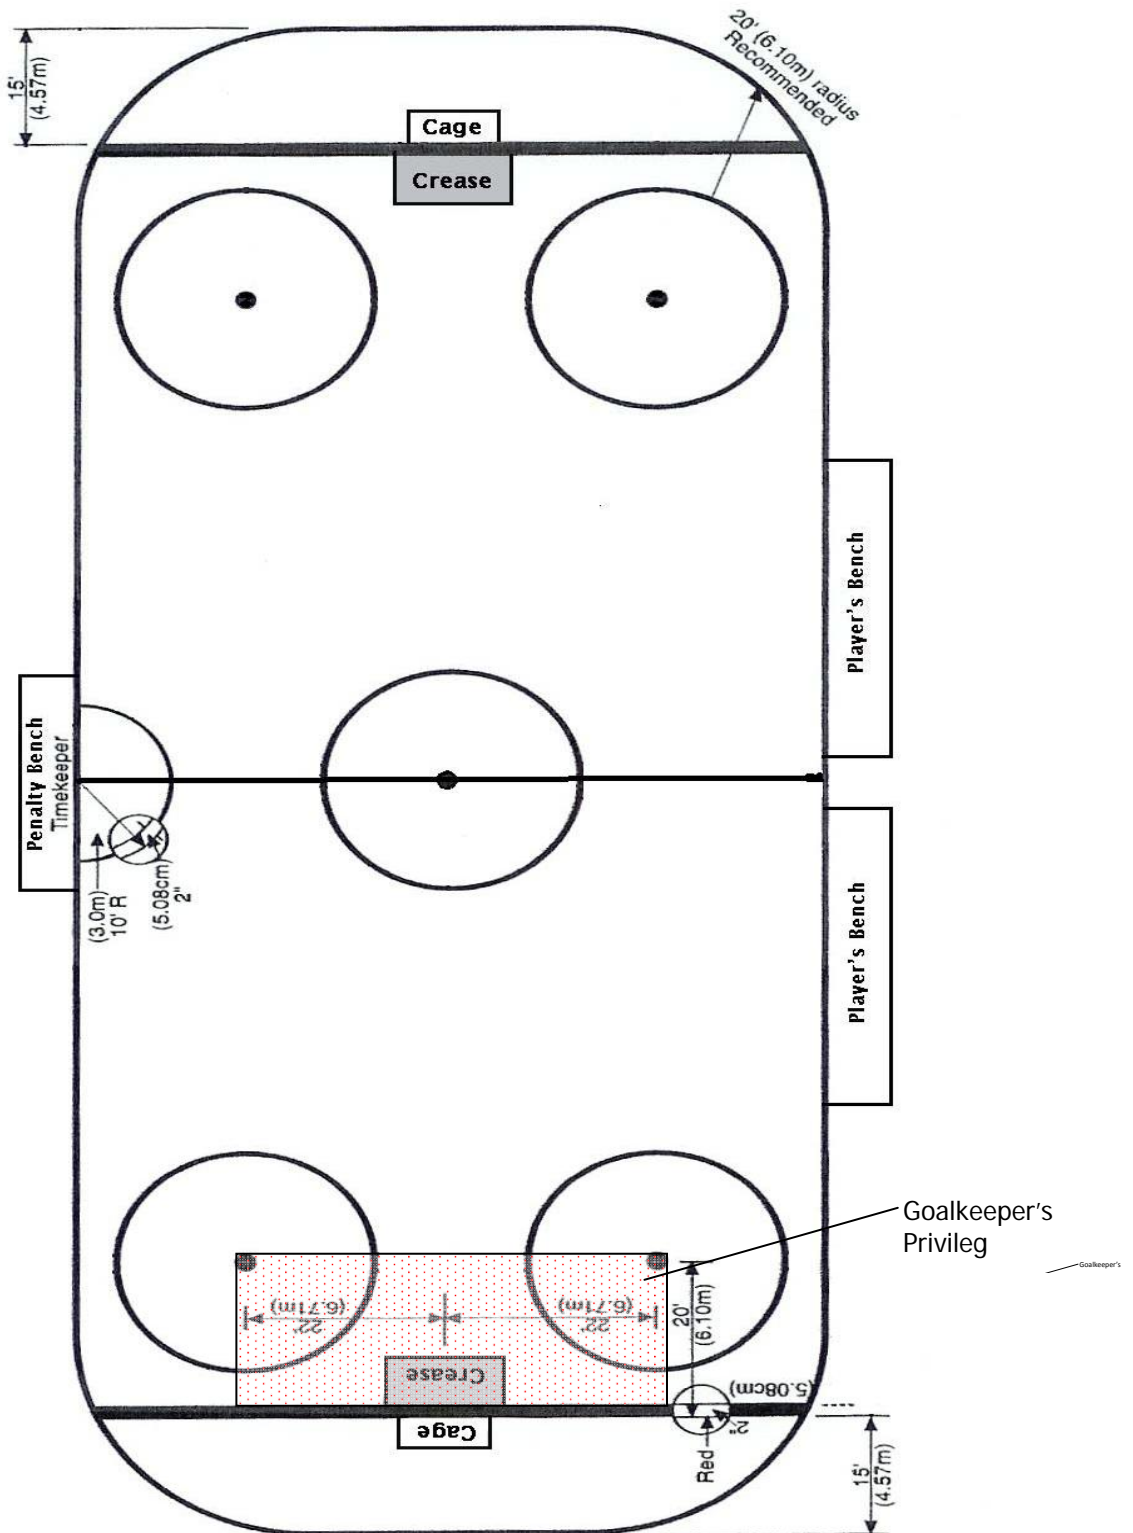 15'
(4.57m)
20' (6.10m) radius
Recommended
Cage
Crease
Player's Bench
Penalty Bench
Timekeeper
(3.0m)
10' R
(5.08cm)
2"
Player's Bench
Goalkeeper's
Privileg
Goalkeeper's
22'
(6.71m)
22'
(6.71m)
20'
(6.10m)
Crease
Cage
(5.08cm)
2"
Red
15'
(4.57m)